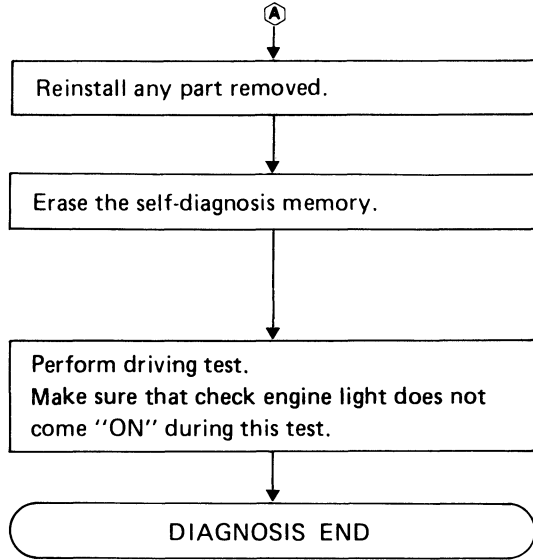 A
Reinstall any part removed.
Erase the self-diagnosis memory.
Perform driving test.
Make sure that check engine light does not
come "ON" during this test.
DIAGNOSIS END